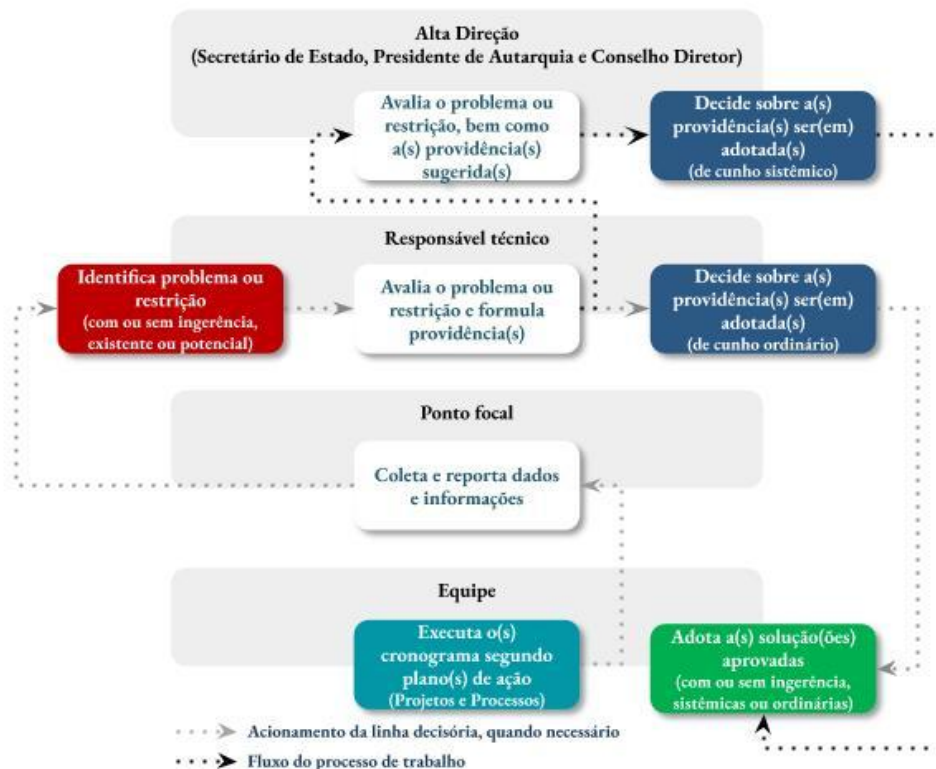 Alta Direção
(Secretário de Estado, Presidente de Autarquia e Conselho Diretor)
Avalia o problema ou
restrição, bem como
a(s) providência(s)
sugerida(s)
Decide sobre a(s)
providência(s) ser(em)
adotada(s)
(de cunho sistêmico)
Responsável técnico
Identifica problema ou
restrição
(com ou sem ingerência,
existente ou potencial)
Avalia o problema ou
restrição e formula
providência(s)
Decide sobre a(s)
providência(s) ser(em)
adotada(s)
(de cunho ordinário)
Ponto focal
Coleta e reporta dados
e informações
Equipe
Executa o(s)
cronograma segundo
plano(s) de ação
(Projetos e Processos)
Adota a(s) solução(ões)
aprovadas
(com ou sem ingerência,
sistêmicas ou ordinárias)
Acionamento da linha decisória, quando necessário
Fluxo do processo de trabalho